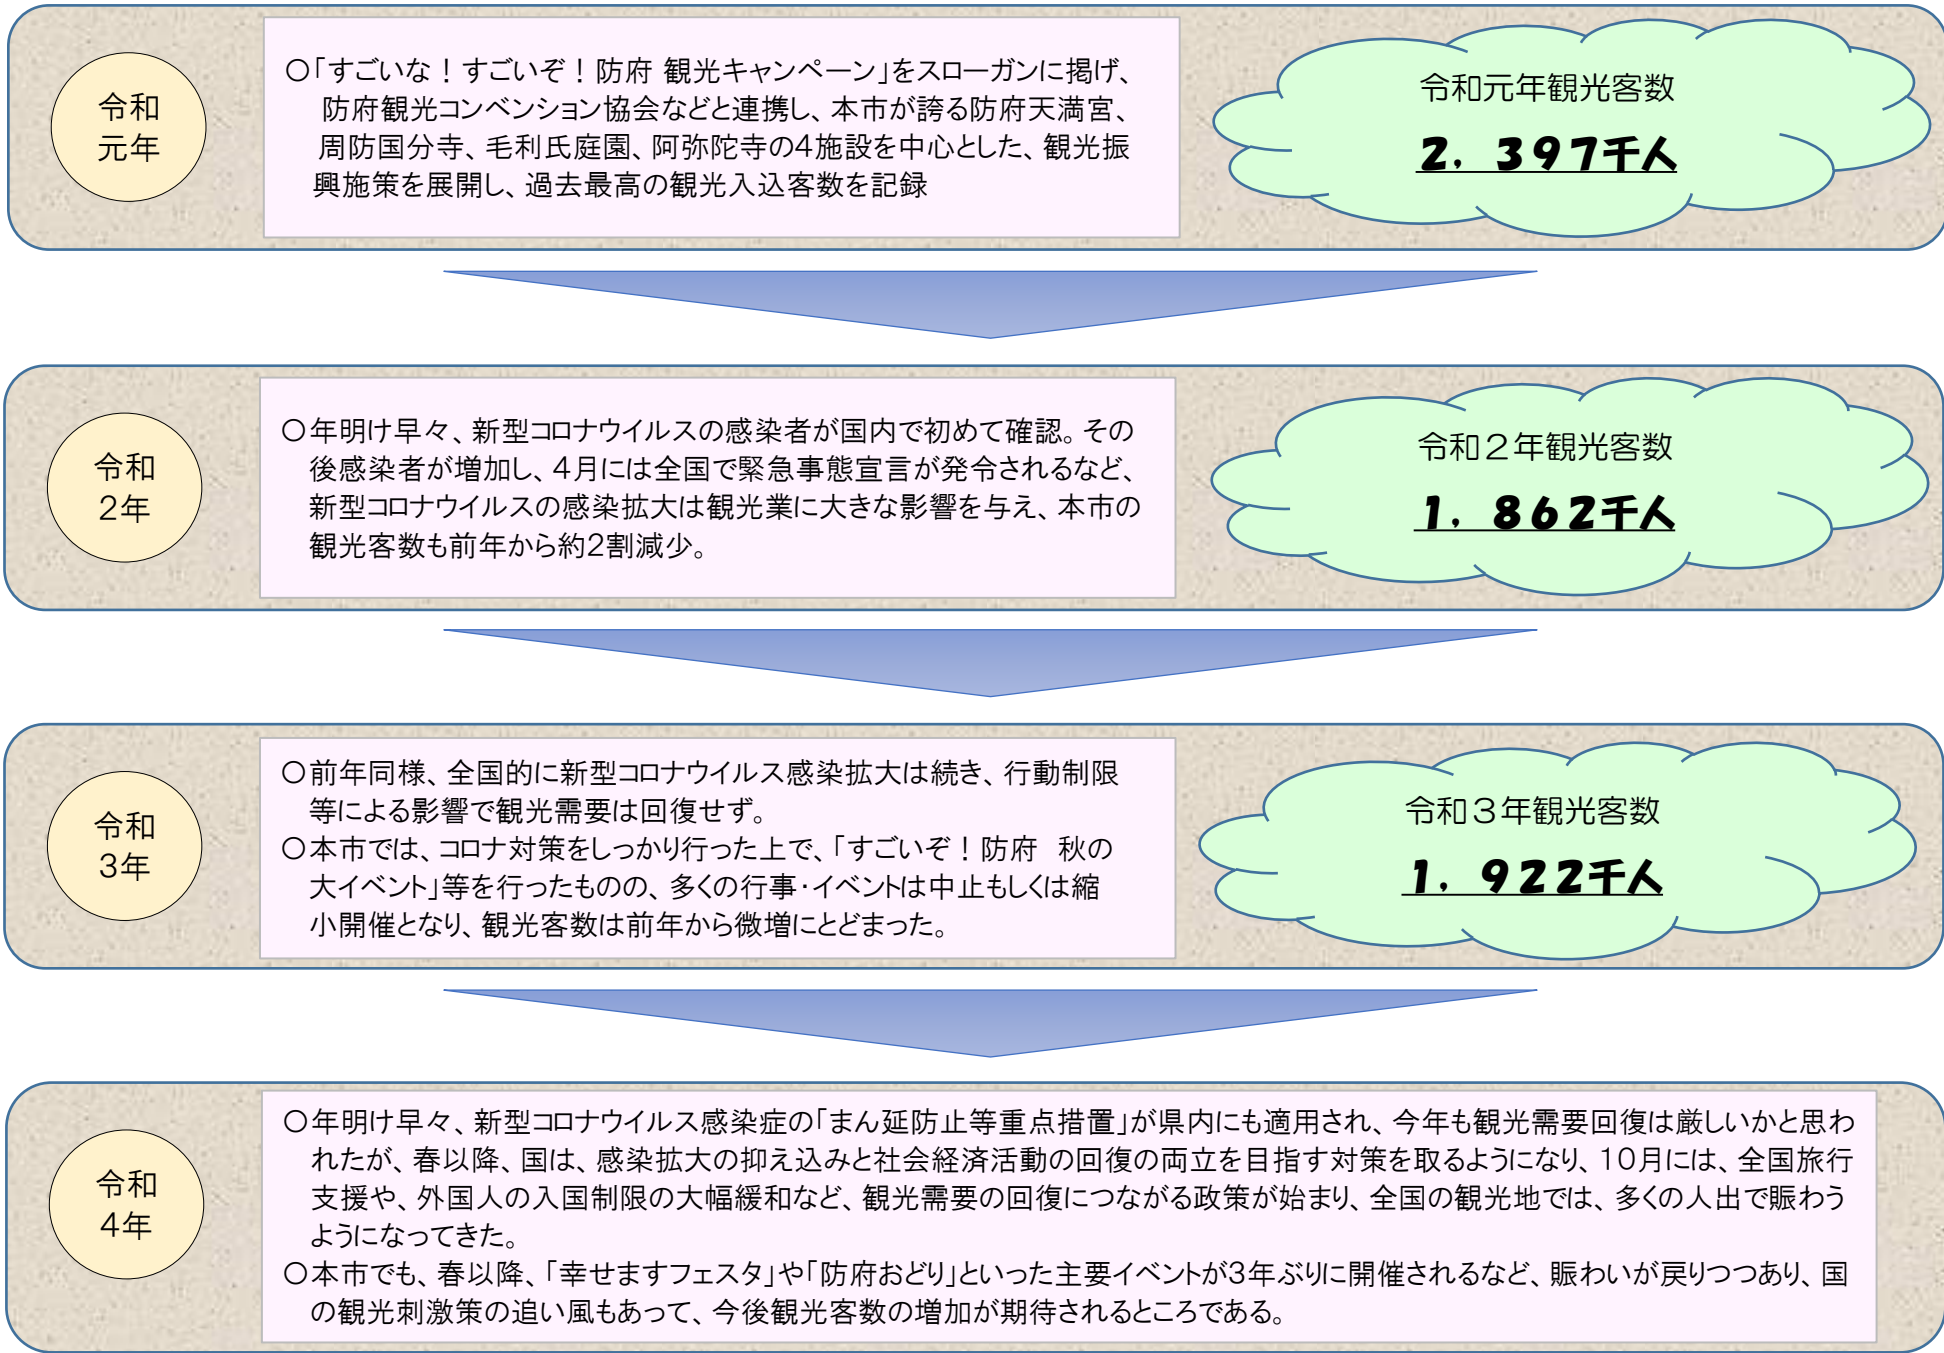 令和
元年
○「すごいな！すごいぞ！防府 観光キャンペーン」をスローガンに掲げ、
防府観光コンベンション協会などと連携し、本市が誇る防府天満宮、
周防国分寺、毛利氏庭園、阿弥陀寺の4施設を中心とした、観光振
興施策を展開し、過去最高の観光入込客数を記録
令和元年観光客数
2，397千人
令和
2年
○年明け早々、新型コロナウイルスの感染者が国内で初めて確認。その
後感染者が増加し、4月には全国で緊急事態宣言が発令されるなど、
新型コロナウイルスの感染拡大は観光業に大きな影響を与え、本市の
観光客数も前年から約2割減少。
令和２年観光客数
1，862千人
令和
3年
○前年同様、全国的に新型コロナウイルス感染拡大は続き、行動制限
等による影響で観光需要は回復せず。
○本市では、コロナ対策をしっかり行った上で、「すごいぞ！防府　秋の
大イベント」等を行ったものの、多くの行事・イベントは中止もしくは縮
小開催となり、観光客数は前年から微増にとどまった。
令和３年観光客数
1，922千人
令和
4年
○年明け早々、新型コロナウイルス感染症の「まん延防止等重点措置」が県内にも適用され、今年も観光需要回復は厳しいかと思わ
れたが、春以降、国は、感染拡大の抑え込みと社会経済活動の回復の両立を目指す対策を取るようになり、10月には、全国旅行
支援や、外国人の入国制限の大幅緩和など、観光需要の回復につながる政策が始まり、全国の観光地では、多くの人出で賑わう
ようになってきた。
○本市でも、春以降、「幸せますフェスタ」や「防府おどり」といった主要イベントが3年ぶりに開催されるなど、賑わいが戻りつつあり、国
の観光刺激策の追い風もあって、今後観光客数の増加が期待されるところである。